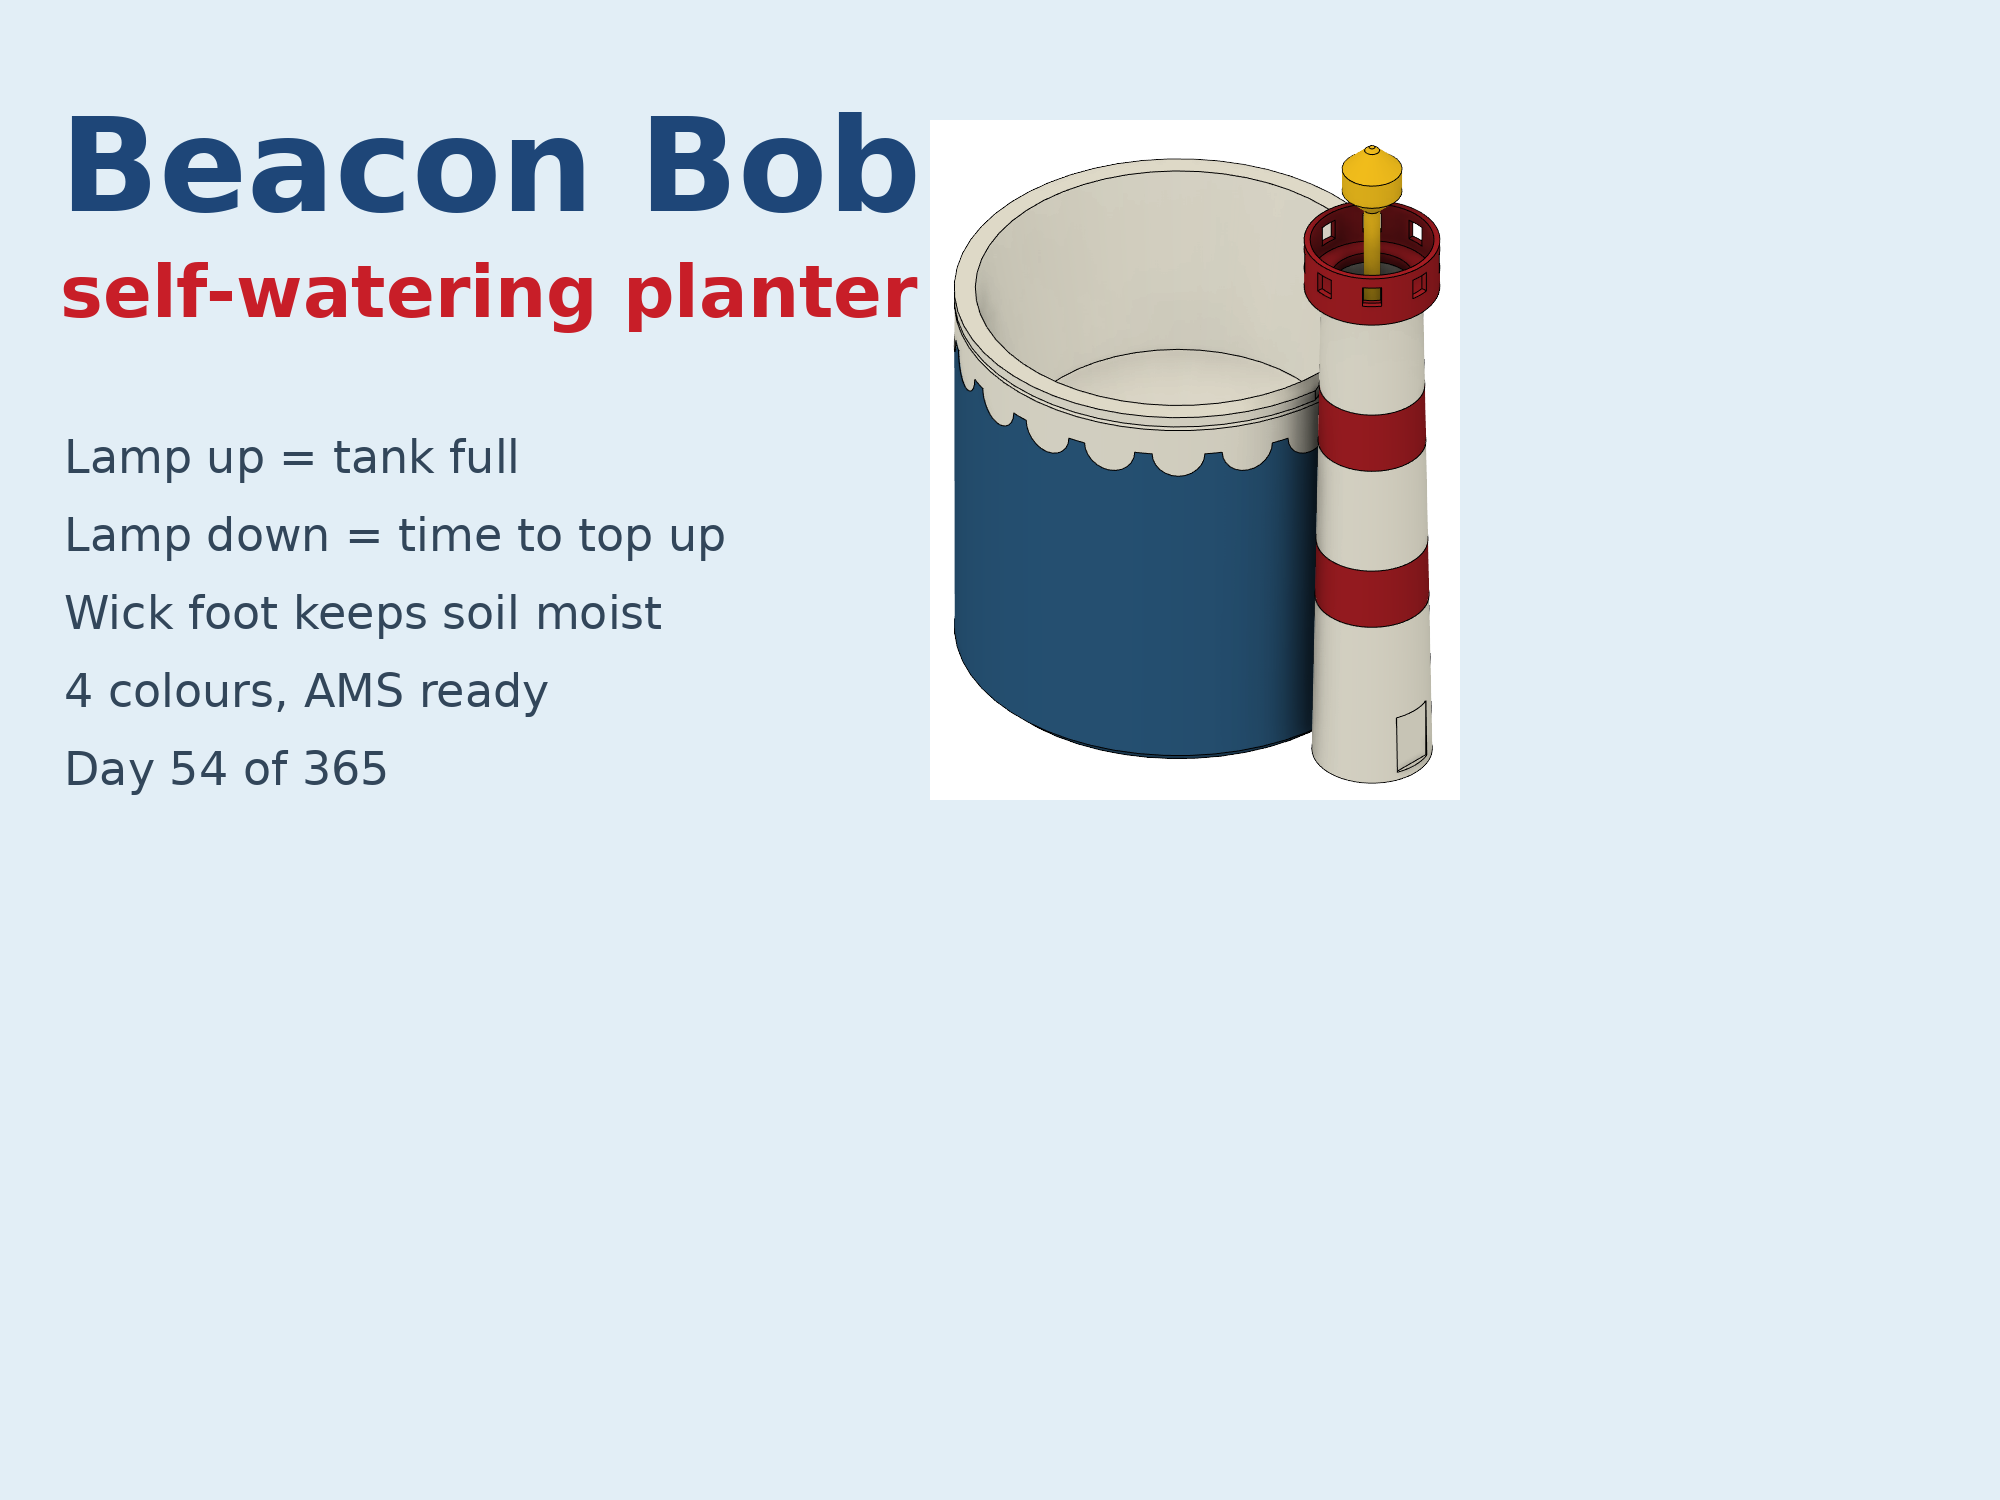 Beacon Bob
self-watering planter
Lamp up = tank full
Lamp down = time to top up
Wick foot keeps soil moist
4 colours, AMS ready
Day 54 of 365